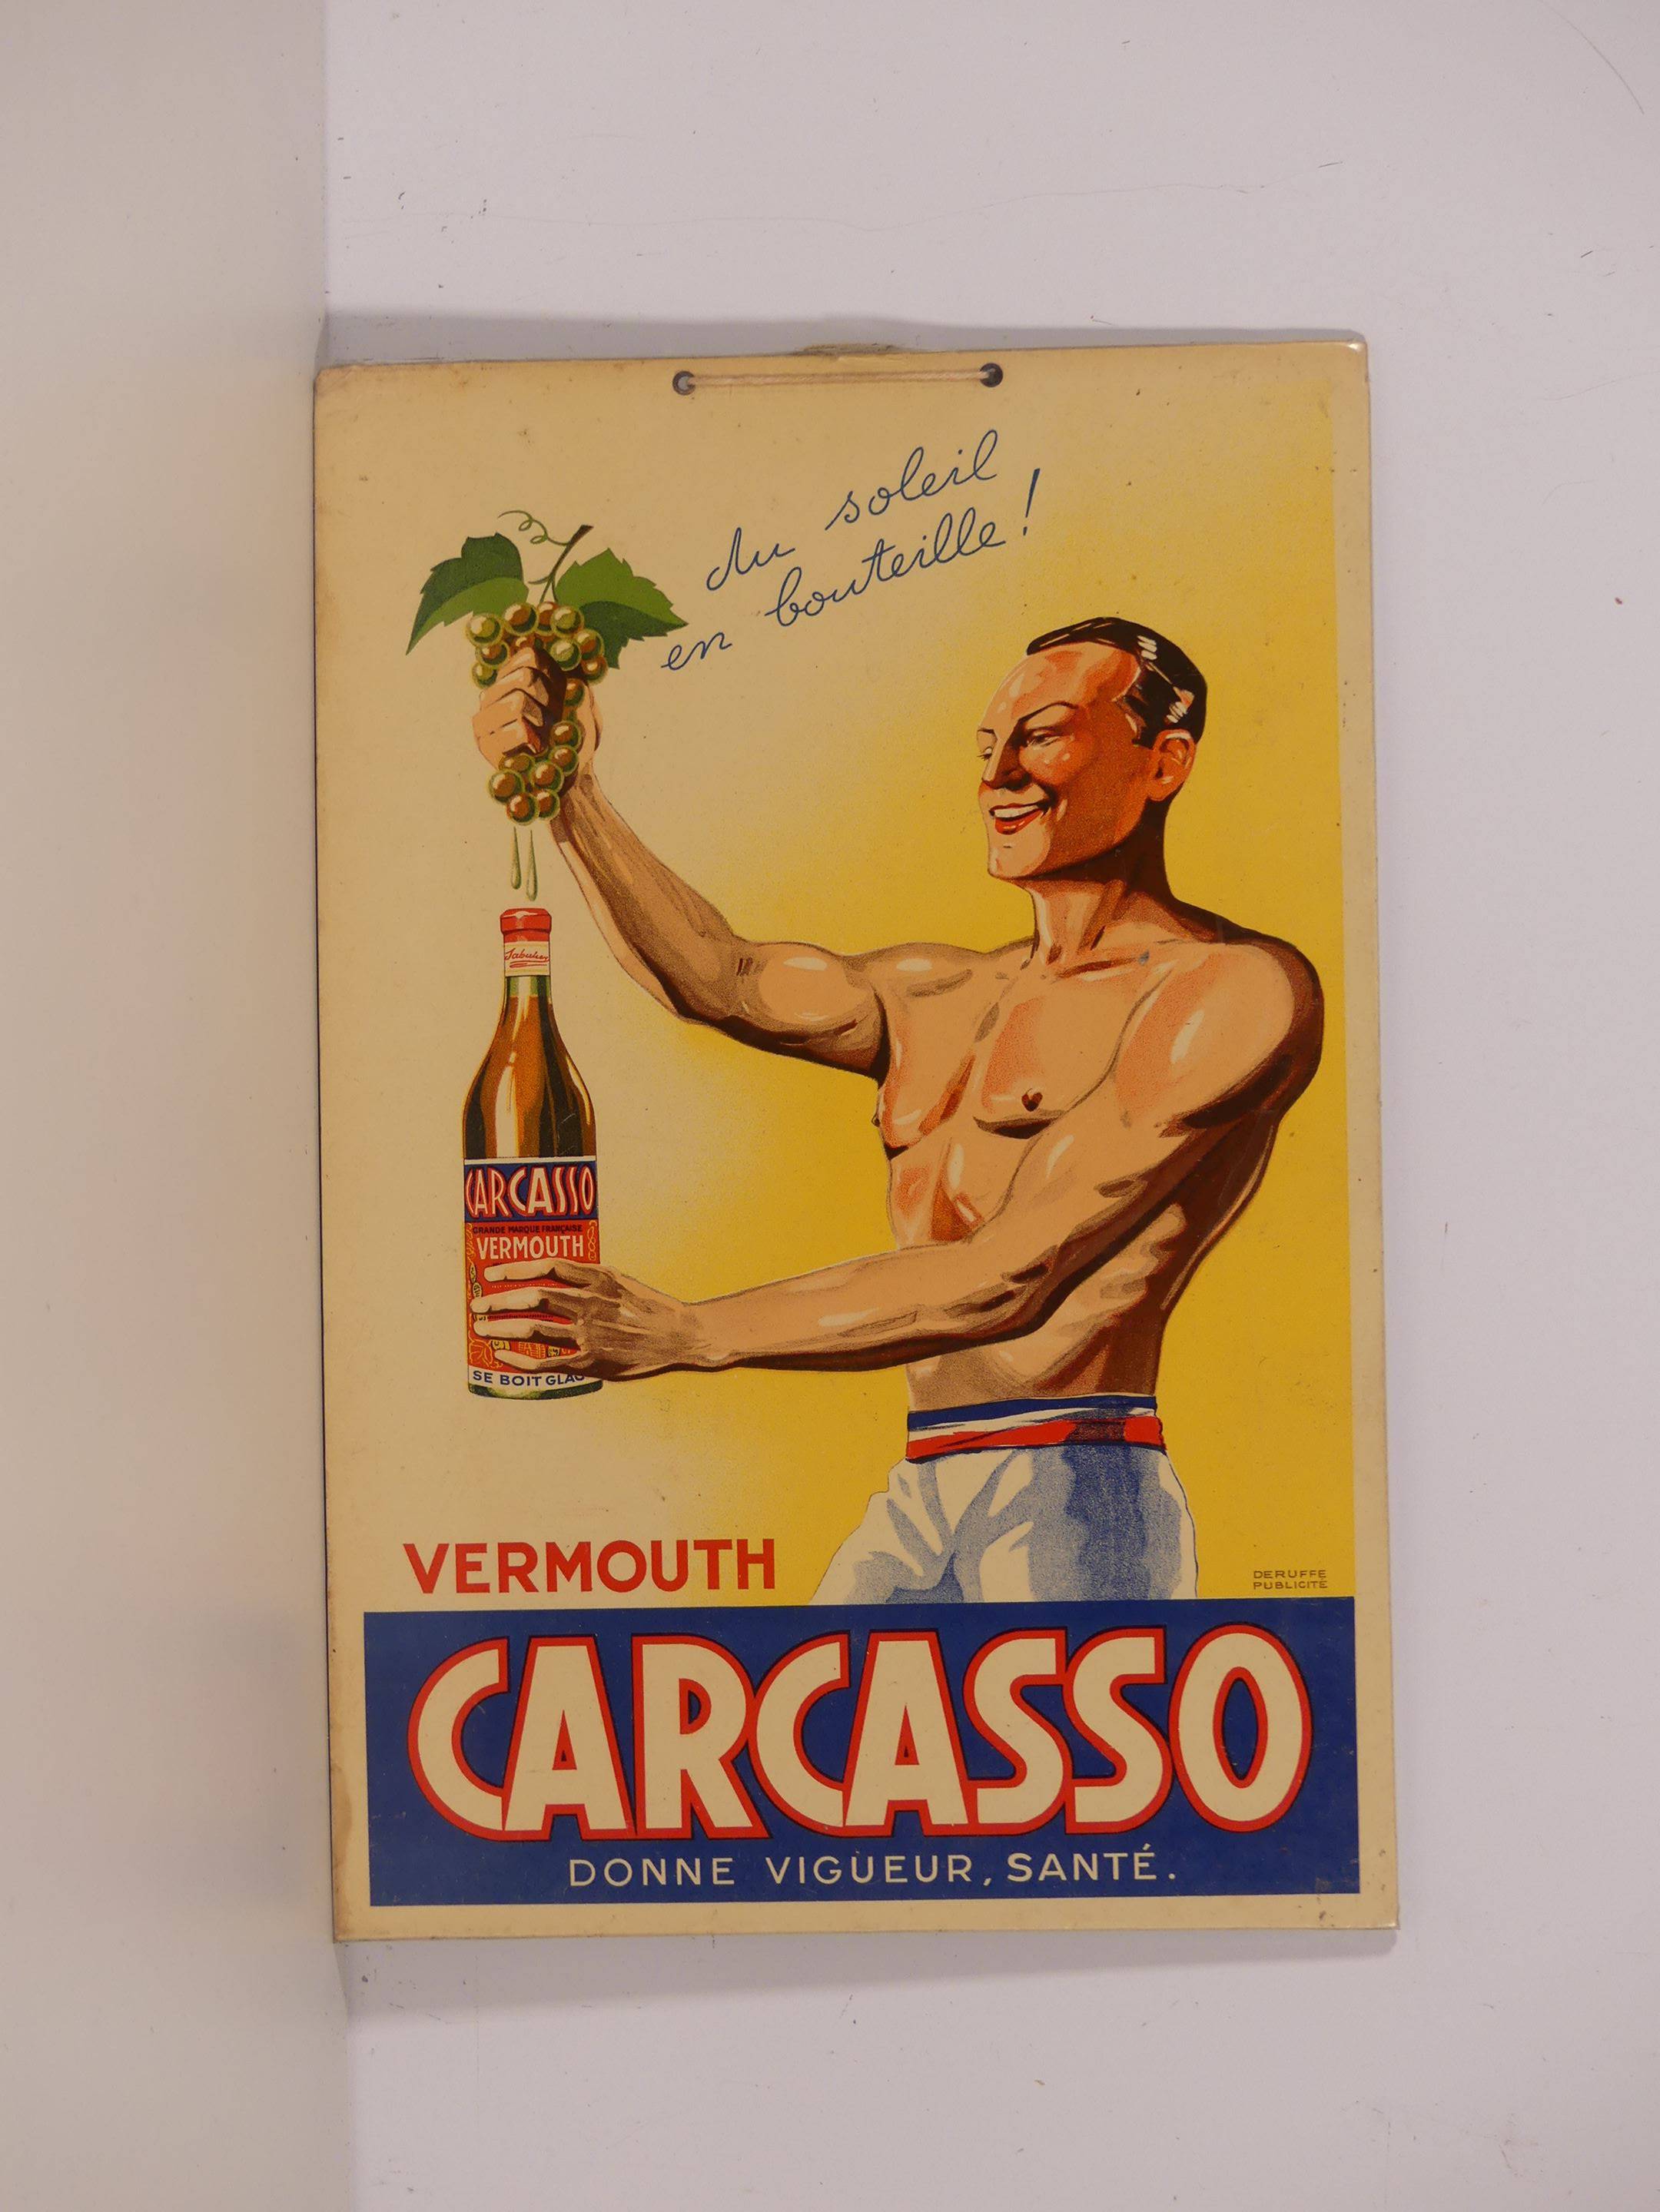 du soleil
en bouteille !
CARCASSO
GRANDE MARQUE FRANÇAISE
VERMOUTH
SE BOIT GLAC
VERMOUTH
DERUFFE
PUBLICITÉ
CARCASSO
DONNE VIGUEUR, SANTÉ.